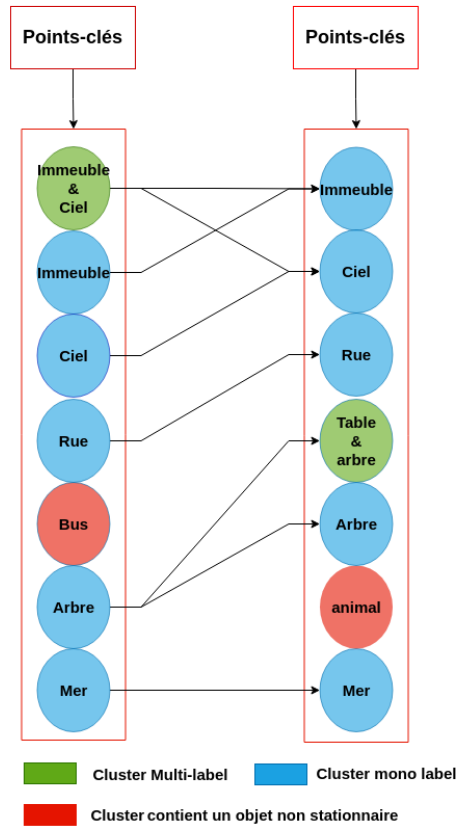 Points-clés
Points-clés
Immeuble
&
Ciel
Immeuble
Ciel
Rue
Bus
Arbre
Mer
Immeuble
Ciel
Rue
Table
&
arbre
Arbre
animal
Mer
Cluster Multi-label
Cluster mono label
Cluster contient un objet non stationnaire